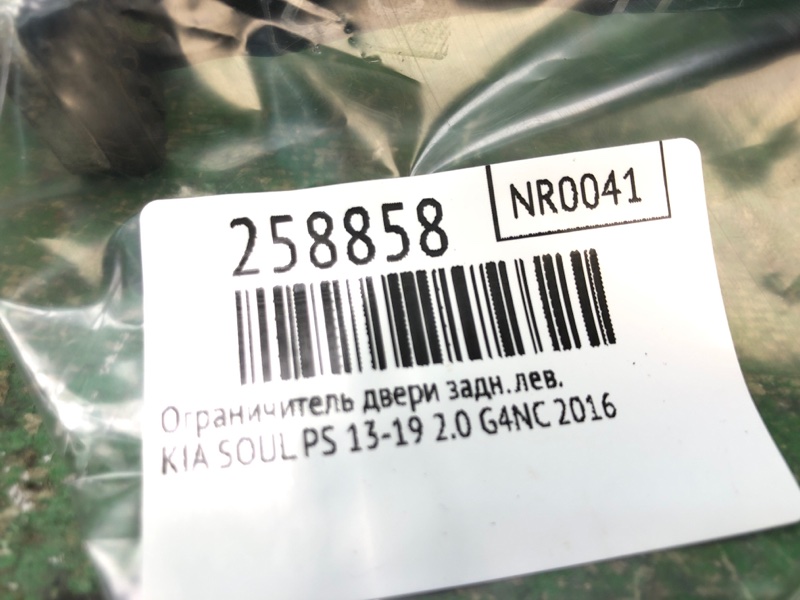 258858
NR0041
Ограничитель двери задн.лев.
KIA SOUL PS 13-19 2.0 G4NC 2016